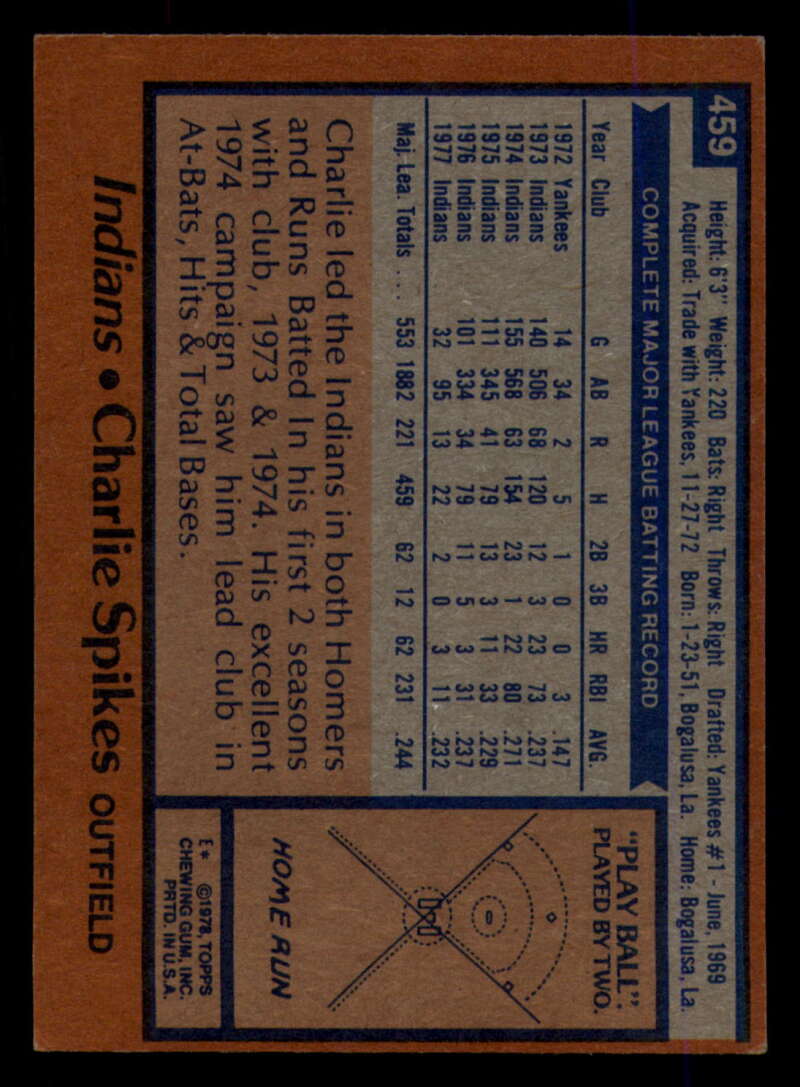 459
Height: 6'3" Weight: 220 Bats: Right Throws: Right Drafted: Yankees #1 - June, 1969
Acquired: Trade with Yankees, 11-27-72 Born: 1-23-51, Bogalusa, La. Home: Bogalusa, La.
COMPLETE MAJOR LEAGUE BATTING RECORD
Year Club G AB R H 2B 3B HR RBI AVG.
1972 Yankees 14 34 2 5 1 0 0 3 .147
1973 Indians 140 506 68 120 12 3 23 73 .237
1974 Indians 155 568 63 154 23 1 22 80 .271
1975 Indians 111 345 41 79 13 3 11 33 .229
1976 Indians 101 334 34 79 11 5 3 31 .237
1977 Indians 32 95 13 22 2 0 3 11 .232
Maj. Lea. Totals . . . 553 1882 221 459 62 12 62 231 .244
Charlie led the Indians in both Homers
and Runs Batted In his first 2 seasons
with club, 1973 & 1974. His excellent
1974 campaign saw him lead club in
At-Bats, Hits & Total Bases.
"PLAY BALL":
PLAYED BY TWO.
HOME RUN
E* ©1978, TOPPS
CHEWING GUM, INC.
PRTD. IN U.S.A.
Indians • Charlie Spikes OUTFIELD